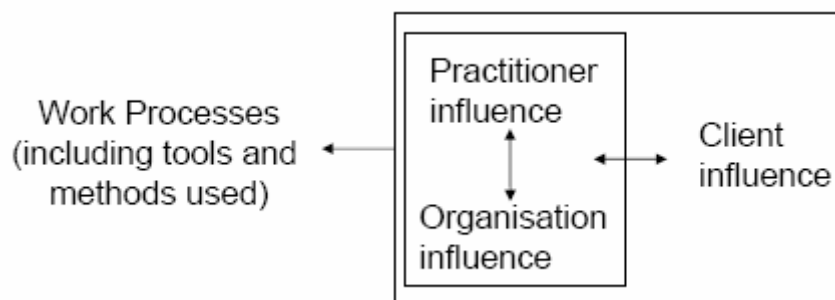 Work Processes
(including tools and
methods used)
Practitioner
influence
Organisation
influence
Client
influence